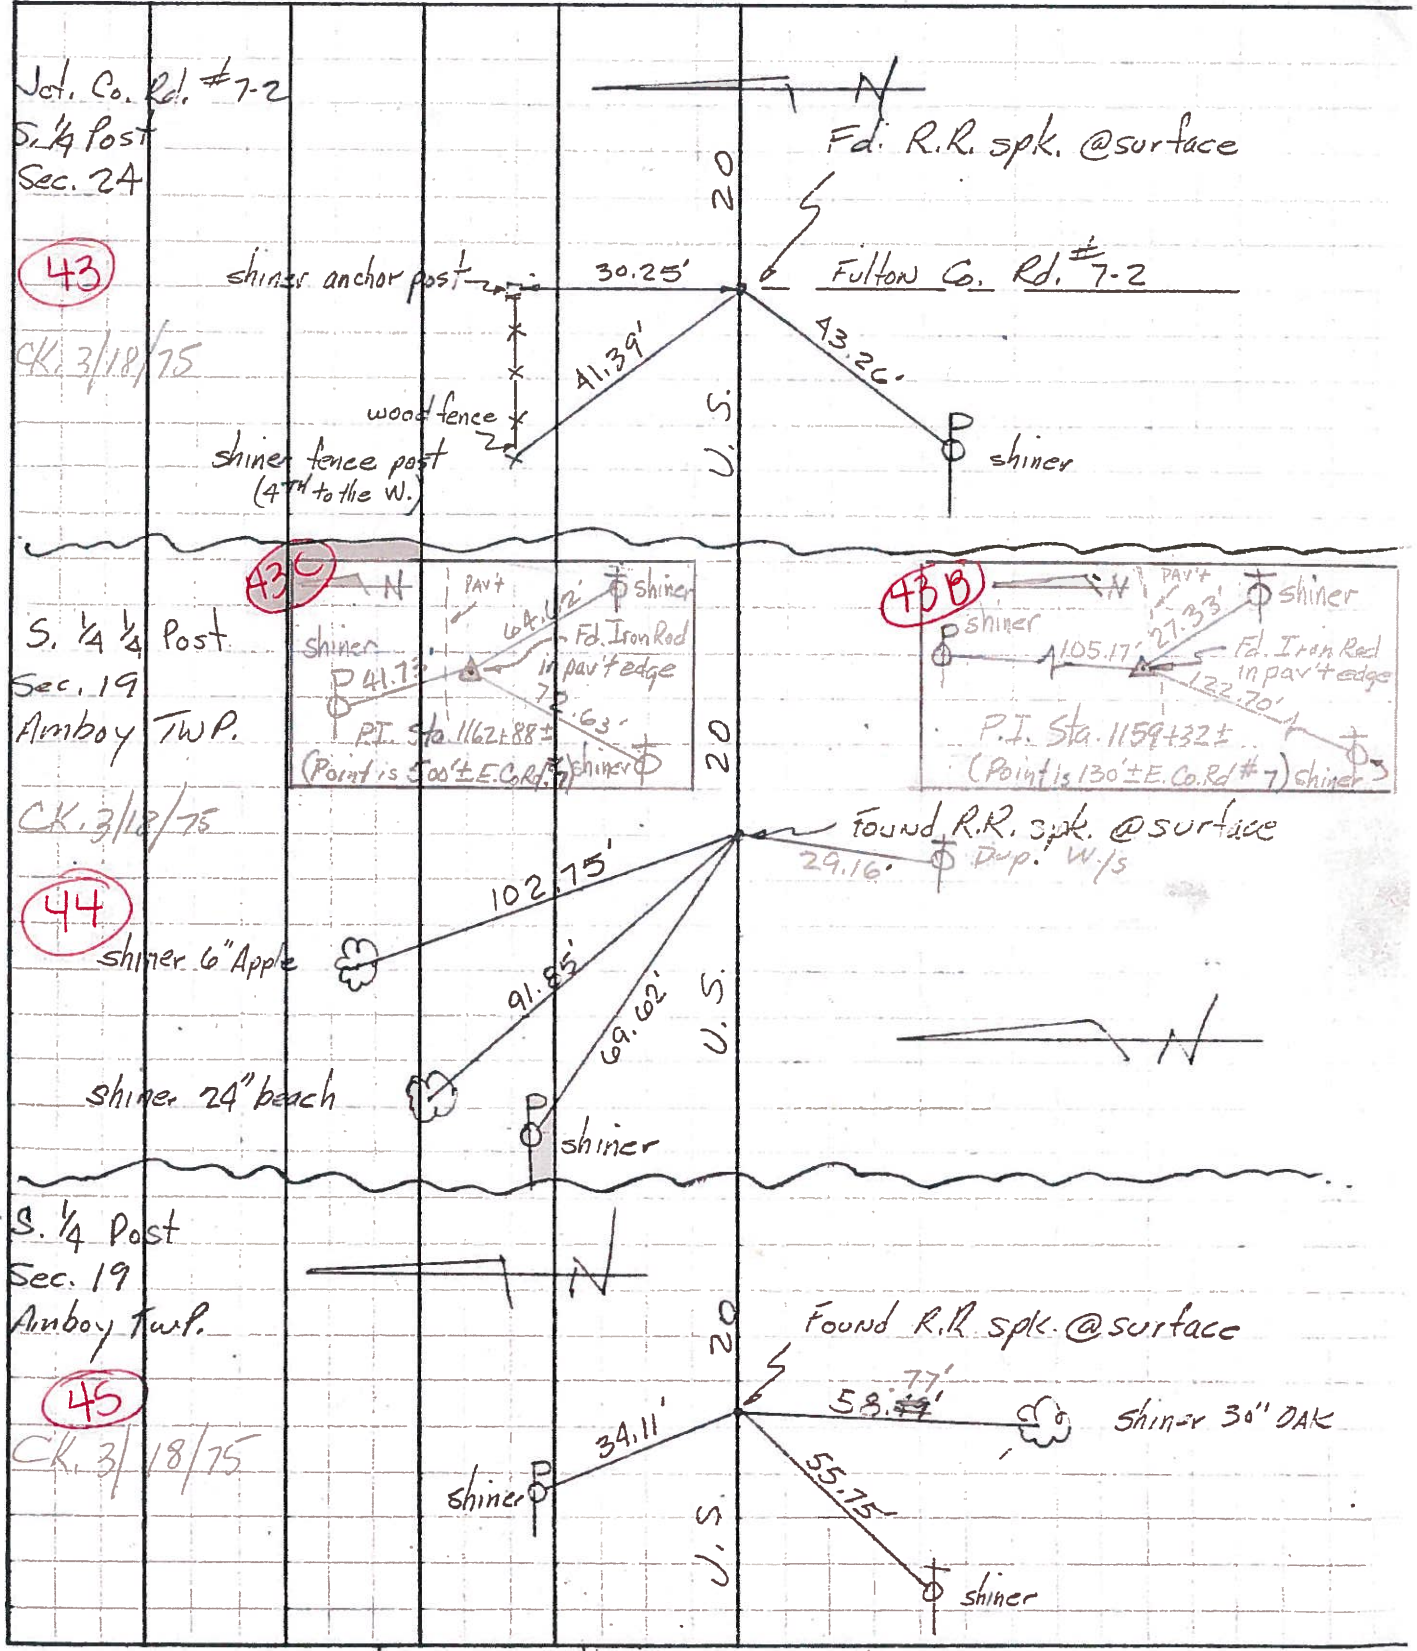 Jct. Co. Rd. #7-2
S. 1/4 Post
Sec. 24
43
CK. 3/18/75
N
Fd. R.R. spk. @surface
20
shiner anchor post
30.25'
Fulton Co. Rd. #7-2
41.39'
43.26'
wood fence
shiner fence post
(4TH to the W.)
U.S.
P
shiner
S. 1/4 1/4 Post
Sec. 19
Amboy TWP.
CK. 3/18/75
43C
N
PAV'T
shiner
64.62'
shiner
Fd. Iron Rod
in pav't edge
P 41.73'
72.63'
P.I. Sta. 1162+88±
(Point is 500'± E. Co Rd. #7)
shiner
43B
N
PAV'T
shiner
27.33'
shiner
P
105.17'
Fd. Iron Rod
in pav't edge
122.70'
P.I. Sta. 1159+32±
(Point is 130'± E. Co. Rd #7)
shiner
20
44
Found R.R. spk. @surface
29.16'
Dup. W/s
102.75'
shiner 6" Apple
91.85'
69.62'
U.S.
N
shiner 24" beach
P
shiner
S. 1/4 Post
Sec. 19
Amboy Twp.
45
CK. 3/18/75
N
20
Found R.R. spk. @surface
.77'
58.
shiner 30" OAK
34.11'
55.75'
P
shiner
U.S.
shiner